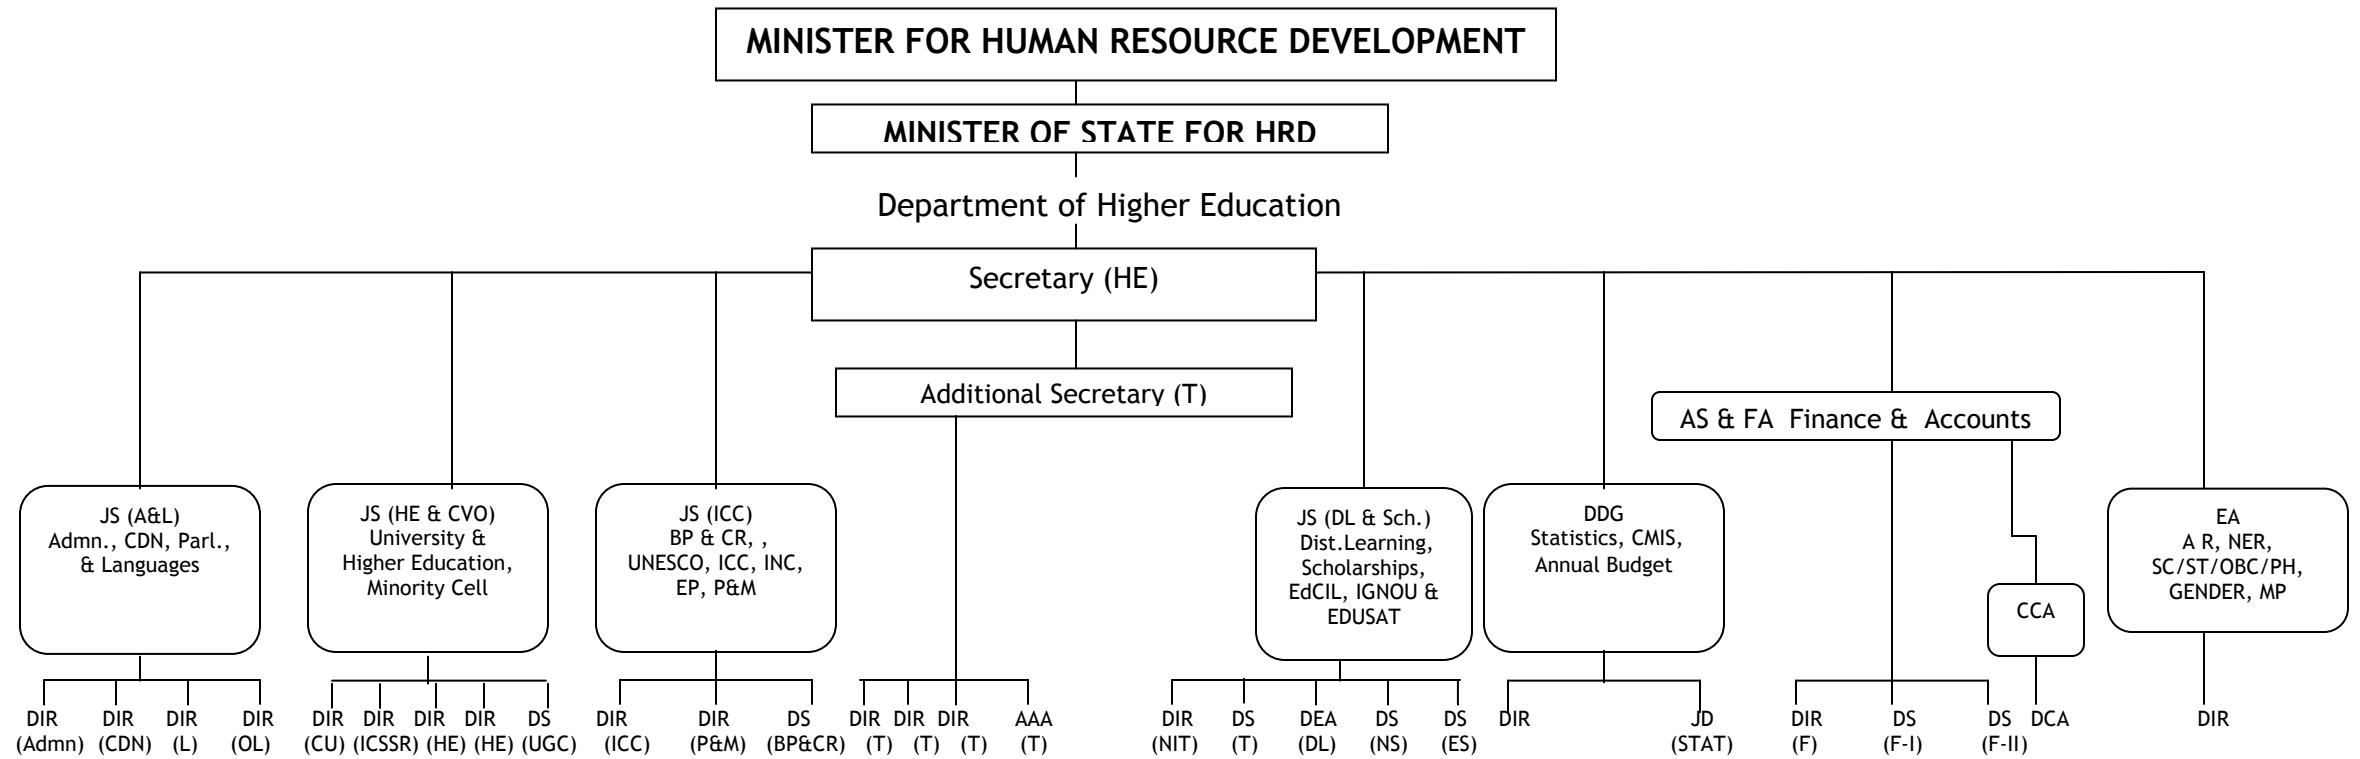 MINISTER FOR HUMAN RESOURCE DEVELOPMENT
MINISTER OF STATE FOR HRD
Department of Higher Education
Secretary (HE)
Additional Secretary (T)
AS & FA Finance & Accounts
JS (A&L)
Admn., CDN, Parl.,
& Languages
JS (HE & CVO)
University &
Higher Education,
Minority Cell
JS (ICC)
BP & CR, ,
UNESCO, ICC, INC,
EP, P&M
JS (DL & Sch.)
Dist.Learning,
Scholarships,
EdCIL, IGNOU &
EDUSAT
DDG
Statistics, CMIS,
Annual Budget
CCA
EA
A R, NER,
SC/ST/OBC/PH,
GENDER, MP
DIR
(Admn)
DIR
(CDN)
DIR
(L)
DIR
(OL)
DIR
(CU)
DIR
(ICSSR)
DIR
(HE)
DIR
(HE)
DS
(UGC)
DIR
(ICC)
DIR
(P&M)
DS
(BP&CR)
DIR
(T)
DIR
(T)
DIR
(T)
AAA
(T)
DIR
(NIT)
DS
(T)
DEA
(DL)
DS
(NS)
DS
(ES)
DIR
JD
(STAT)
DIR
(F)
DS
(F-I)
DS
(F-II)
DCA
DIR